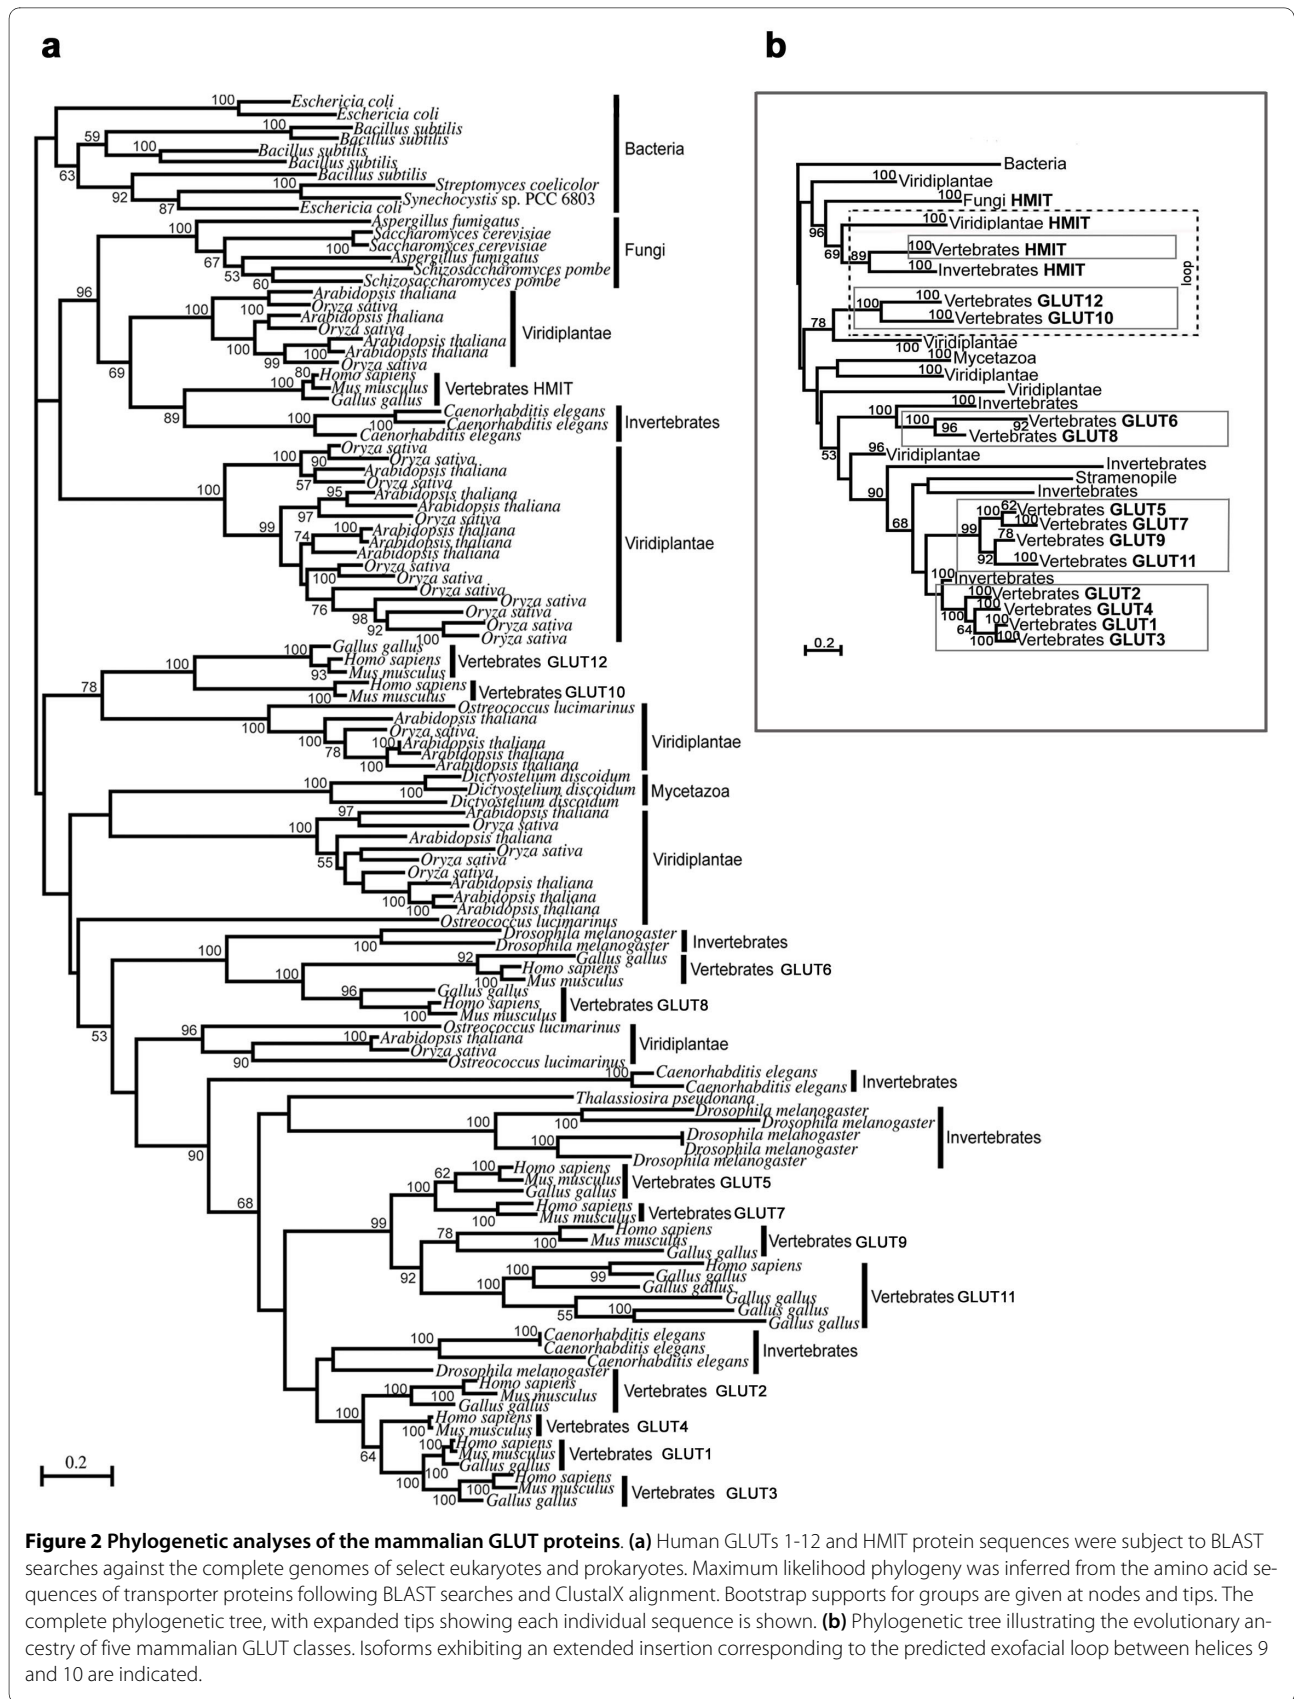 a
100
Eschericia coli
Eschericia coli
59
100
Bacillus subtilis
Bacillus subtilis
100
Bacillus subtilis
Bacillus subtilis
63
Bacillus subtilis
92
100
Streptomyces coelicolor
Synechocystis sp. PCC 6803
87
Eschericia coli
Bacteria
96
100
Aspergillus fumigatus
Saccharomyces cerevisiae
100
Saccharomyces cerevisiae
67
Aspergillus fumigatus
53
Schizosaccharomyces pombe
60
Schizosaccharomyces pombe
Fungi
69
100
100
Arabidopsis thaliana
Oryza sativa
Arabidopsis thaliana
Oryza sativa
100
Arabidopsis thaliana
100
Arabidopsis thaliana
99
Oryza sativa
Viridiplantae
89
100
80
Homo sapiens
Mus musculus
Gallus gallus
Vertebrates HMIT
100
Caenorhabditis elegans
100
Caenorhabditis elegans
Caenorhabditis elegans
Invertebrates
100
100
Oryza sativa
90
Oryza sativa
Arabidopsis thaliana
57
Oryza sativa
95
Arabidopsis thaliana
Arabidopsis thaliana
97
Oryza sativa
99
74
100
Arabidopsis thaliana
Arabidopsis thaliana
Arabidopsis thaliana
Oryza sativa
100
Oryza sativa
Oryza sativa
76
Oryza sativa
98
Oryza sativa
92
Oryza sativa
100
Oryza sativa
Viridiplantae
78
100
100
Gallus gallus
Homo sapiens
93
Mus musculus
Vertebrates GLUT12
Homo sapiens
100
Mus musculus
Vertebrates GLUT10
100
Ostreococcus lucimarinus
100
Arabidopsis thaliana
Oryza sativa
78
100
Arabidopsis thaliana
Arabidopsis thaliana
100
Arabidopsis thaliana
Viridiplantae
100
Dictyostelium discoidum
100
Dictyostelium discoidum
Dictyostelium discoidum
Mycetazoa
100
97
Arabidopsis thaliana
Oryza sativa
Arabidopsis thaliana
55
Oryza sativa
Oryza sativa
Oryza sativa
Arabidopsis thaliana
100
Arabidopsis thaliana
100
Arabidopsis thaliana
Ostreococcus lucimarinus
Viridiplantae
53
100
100
Drosophila melanogaster
Drosophila melanogaster
Invertebrates
100
92
Gallus gallus
Homo sapiens
100
Mus musculus
Vertebrates GLUT6
96
Gallus gallus
Homo sapiens
100
Mus musculus
Vertebrates GLUT8
96
Ostreococcus lucimarinus
100
Arabidopsis thaliana
Oryza sativa
90
Ostreococcus lucimarinus
Viridiplantae
90
100
Caenorhabditis elegans
Caenorhabditis elegans
Invertebrates
68
Thalassiosira pseudonana
100
Drosophila melanogaster
100
Drosophila melanogaster
100
Drosophila melanogaster
Drosophila melanogaster
Drosophila melanogaster
Invertebrates
99
100
62
100
Homo sapiens
Mus musculus
Gallus gallus
Vertebrates GLUT5
Homo sapiens
100
Mus musculus
Vertebrates GLUT7
92
78
Homo sapiens
100
Mus musculus
Gallus gallus
Vertebrates GLUT9
100
100
Homo sapiens
99
Gallus gallus
Gallus gallus
Gallus gallus
55
100
Gallus gallus
Gallus gallus
Vertebrates GLUT11
100
100
Caenorhabditis elegans
Caenorhabditis elegans
Caenorhabditis elegans
Invertebrates
Drosophila melanogaster
100
100
Homo sapiens
100
Mus musculus
Gallus gallus
Vertebrates GLUT2
64
Homo sapiens
100
Mus musculus
Vertebrates GLUT4
100
100
Homo sapiens
Mus musculus
100
Gallus gallus
Vertebrates GLUT1
Homo sapiens
100
Mus musculus
100
Gallus gallus
Vertebrates GLUT3
0.2
b
Bacteria
100
Viridiplantae
100
Fungi HMIT
96
100
Viridiplantae HMIT
69
89
100
Vertebrates HMIT
100
Invertebrates HMIT
loop
78
100
100
Vertebrates GLUT12
100
Vertebrates GLUT10
100
Viridiplantae
100
Mycetazoa
100
Viridiplantae
Viridiplantae
100
100
Invertebrates
100
92
Vertebrates GLUT6
96
Vertebrates GLUT8
53
96
Viridiplantae
90
Invertebrates
Stramenopile
Invertebrates
68
99
100
62
Vertebrates GLUT5
100
Vertebrates GLUT7
78
Vertebrates GLUT9
92
100
Vertebrates GLUT11
100
Invertebrates
100
100
Vertebrates GLUT2
100
Vertebrates GLUT4
64
100
Vertebrates GLUT1
100
100
Vertebrates GLUT3
0.2
Figure 2 Phylogenetic analyses of the mammalian GLUT proteins. (a) Human GLUTs 1-12 and HMIT protein sequences were subject to BLAST
searches against the complete genomes of select eukaryotes and prokaryotes. Maximum likelihood phylogeny was inferred from the amino acid se-
quences of transporter proteins following BLAST searches and ClustalX alignment. Bootstrap supports for groups are given at nodes and tips. The
complete phylogenetic tree, with expanded tips showing each individual sequence is shown. (b) Phylogenetic tree illustrating the evolutionary an-
cestry of five mammalian GLUT classes. Isoforms exhibiting an extended insertion corresponding to the predicted exofacial loop between helices 9
and 10 are indicated.